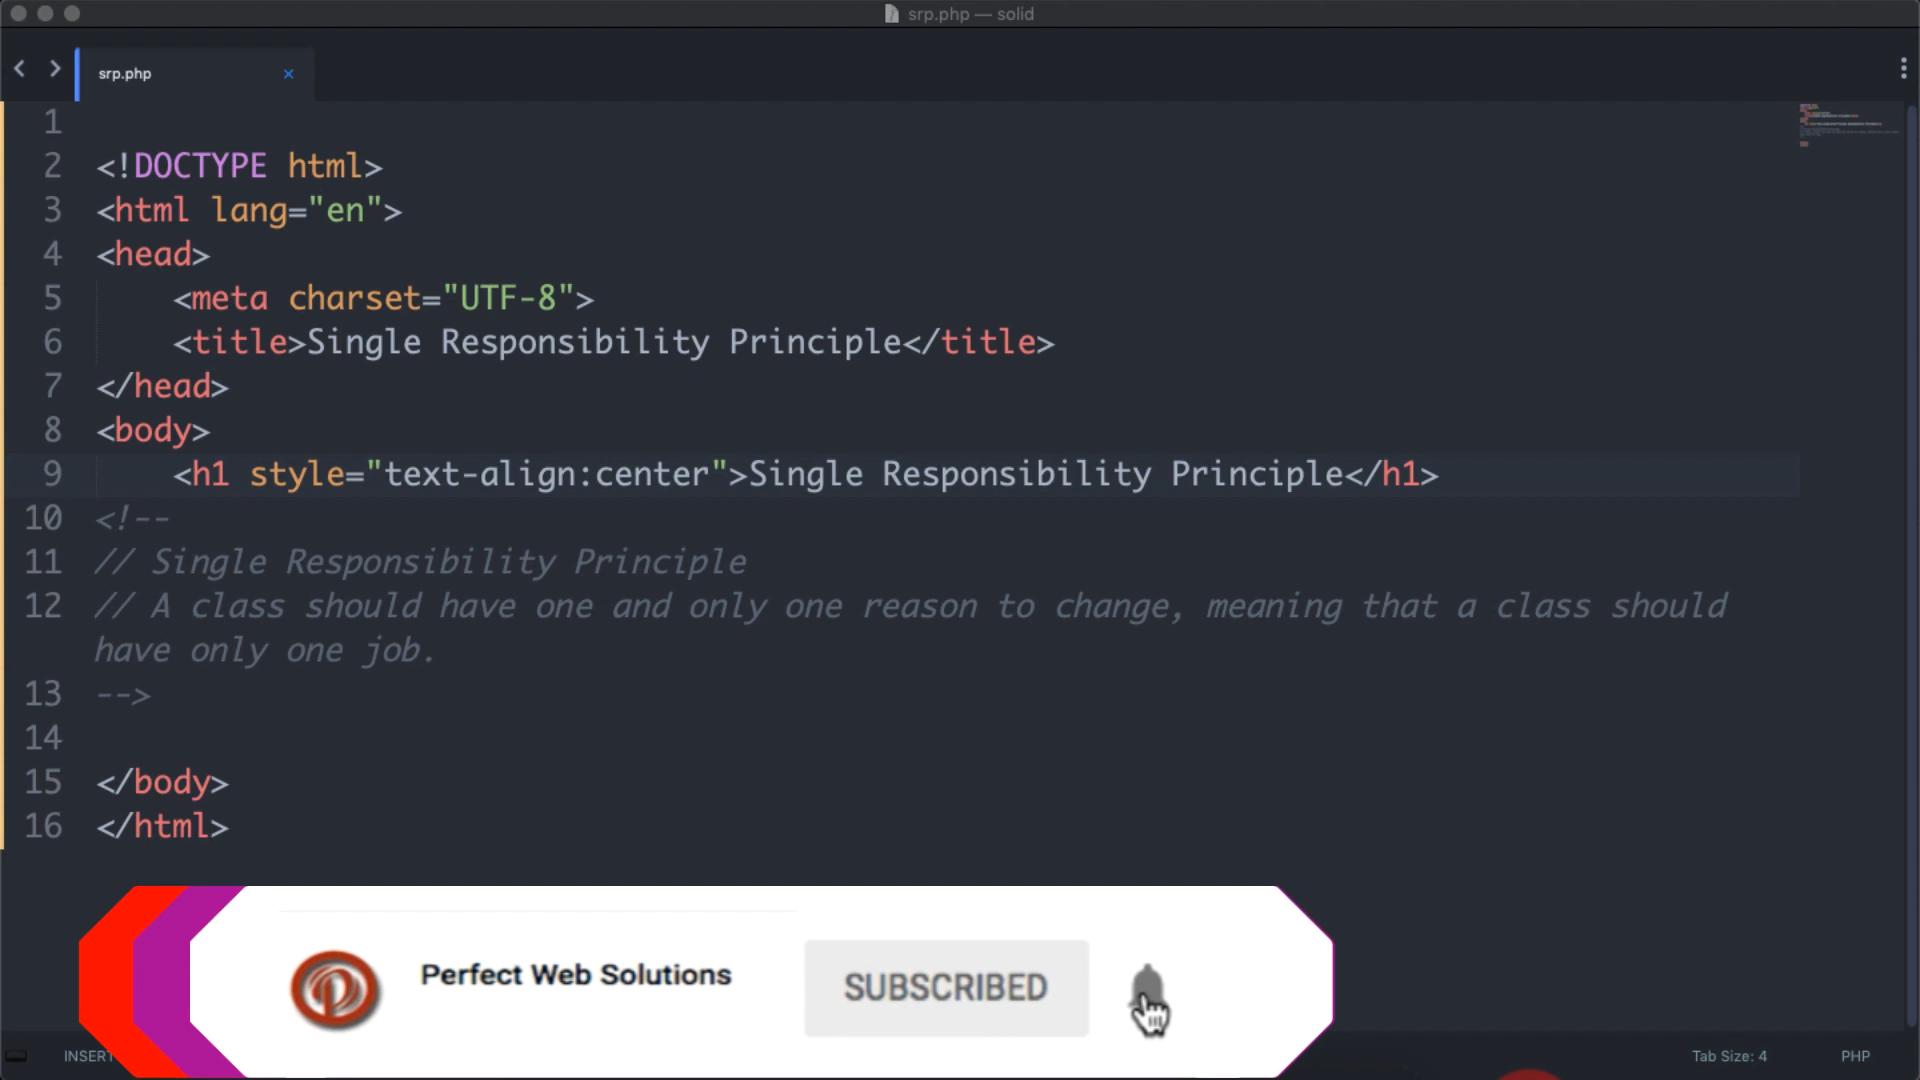 srp.php — solid
srp.php
1
2 <!DOCTYPE html>
3 <html lang="en">
4 <head>
5     <meta charset="UTF-8">
6     <title>Single Responsibility Principle</title>
7 </head>
8 <body>
9     <h1 style="text-align:center">Single Responsibility Principle</h1>
10 <!--
11 // Single Responsibility Principle
12 // A class should have one and only one reason to change, meaning that a class should
have only one job.
13 -->
14
15 </body>
16 </html>
Perfect Web Solutions
SUBSCRIBED
INSERT
Tab Size: 4
PHP